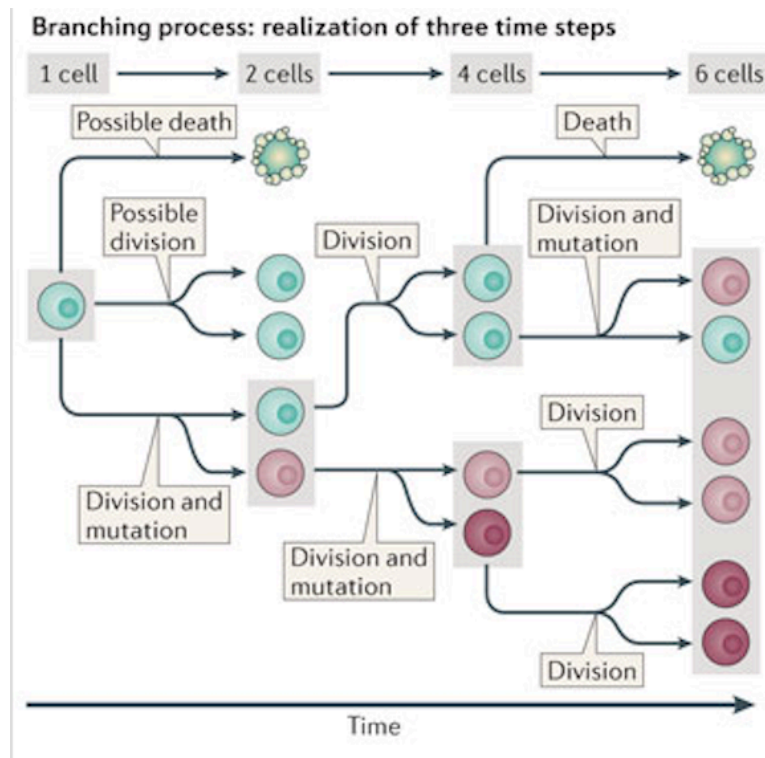 Branching process: realization of three time steps
1 cell
2 cells
4 cells
6 cells
Possible death
Death
Possible
division
Division
Division and
mutation
Division
Division and
mutation
Division and
mutation
Division
Time